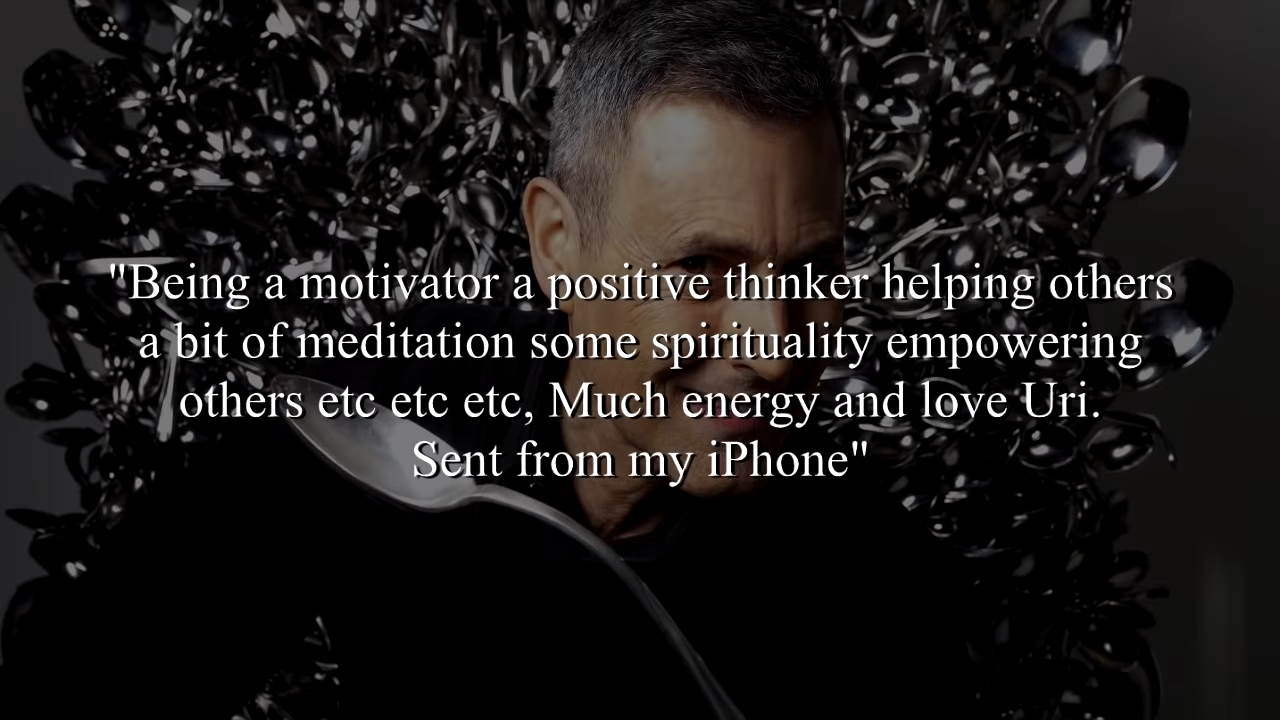 "Being a motivator a positive thinker helping others
a bit of meditation some spirituality empowering
others etc etc etc, Much energy and love Uri.
Sent from my iPhone"